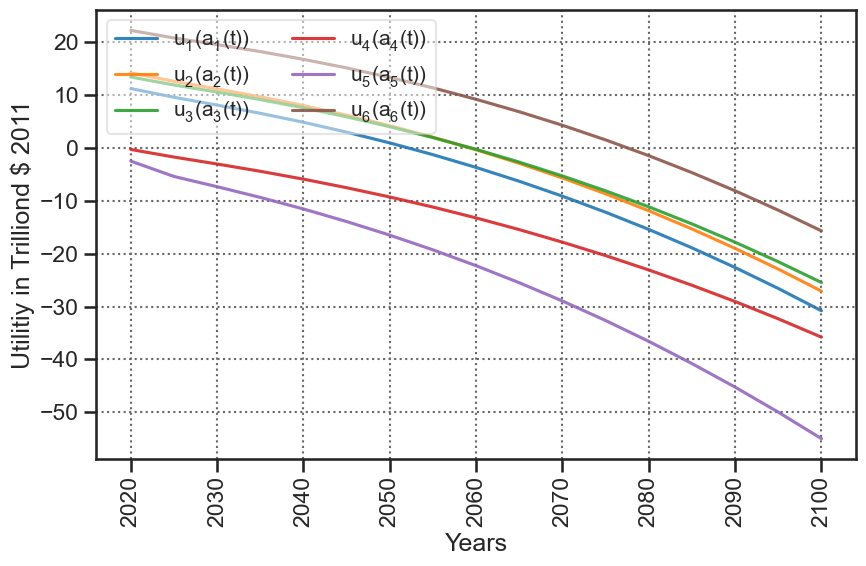 20
10
0
−10
−20
−30
−40
−50
Utilitiy in Trilliond $ 2011
u₁(a₁(t))
u₂(a₂(t))
u₃(a₃(t))
u₄(a₄(t))
u₅(a₅(t))
u₆(a₆(t))
2020
2030
2040
2050
2060
2070
2080
2090
2100
Years